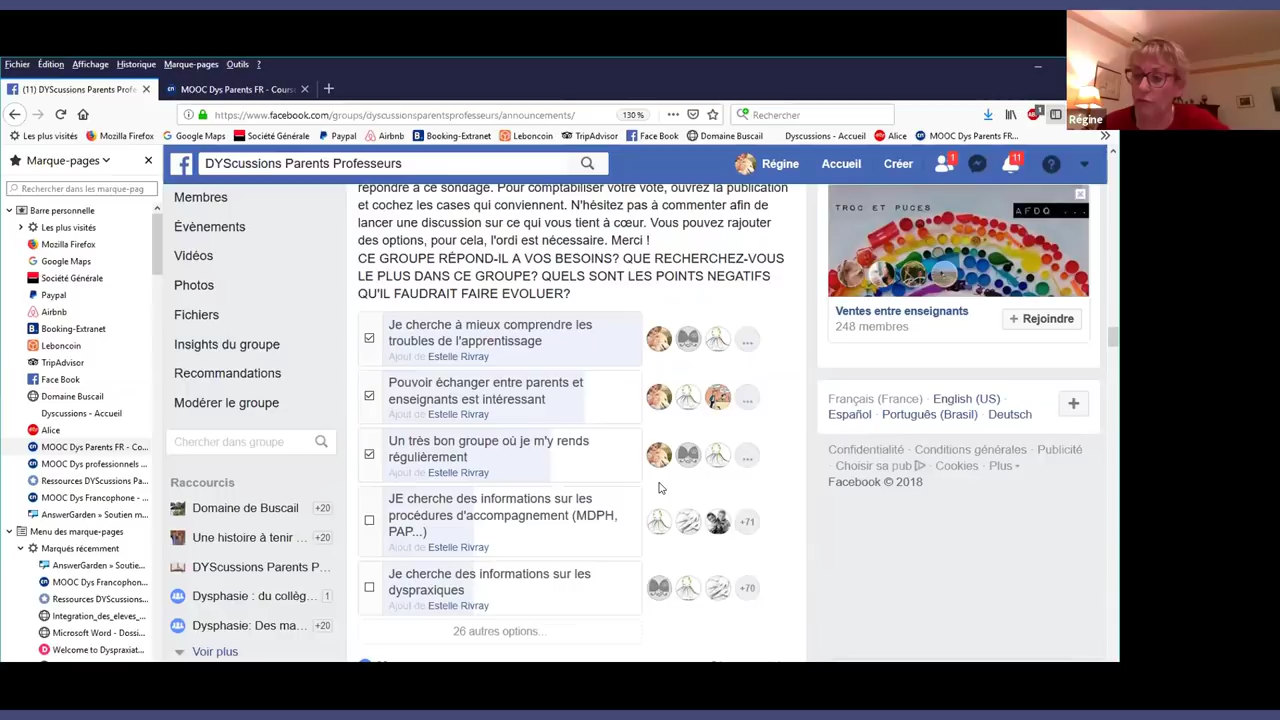 Régine
Fichier Édition Affichage Historique Marque-pages Outils ?
(11) DYScussions Parents Profe
MOOC Dys Parents FR - Cours
https://www.facebook.com/groups/dyscussionsparentsprofesseurs/announcements/
130 %
Rechercher
Les plus visités Mozilla Firefox Google Maps Société Générale Paypal Airbnb Booking-Extranet Leboncoin TripAdvisor Face Book Domaine Buscail Dyscussions - Accueil Alice MOOC Dys Parents FR...
Marque-pages
Rechercher dans les marque-pag
Barre personnelle
Les plus visités
Mozilla Firefox
Google Maps
Société Générale
Paypal
Airbnb
Booking-Extranet
Leboncoin
TripAdvisor
Face Book
Domaine Buscail
Dyscussions - Accueil
Alice
MOOC Dys Parents FR - Co...
MOOC Dys professionnels ...
Ressources DYScussions Pa...
MOOC Dys Francophone - ...
AnswerGarden » Soutien m...
Menu des marque-pages
Marqués récemment
AnswerGarden » Soutie...
MOOC Dys Francophon...
Ressources DYScussions...
Integration_des_eleves_...
Microsoft Word - Dossi...
Welcome to Dyspraxiat...
DYScussions Parents Professeurs
Régine Accueil Créer 1 11
Membres
Évènements
Vidéos
Photos
Fichiers
Insights du groupe
Recommandations
Modérer le groupe
Chercher dans groupe
Raccourcis
Domaine de Buscail +20
Une histoire à tenir ... +20
DYScussions Parents P...
Dysphasie : du collèg... 1
Dysphasie: Des ma... +20
Voir plus
répondre à ce sondage. Pour comptabiliser votre vote, ouvrez la publication
et cochez les cases qui conviennent. N'hésitez pas à commenter afin de
lancer une discussion sur ce qui vous tient à cœur. Vous pouvez rajouter
des options, pour cela, l'ordi est nécessaire. Merci !
CE GROUPE RÉPOND-IL A VOS BESOINS? QUE RECHERCHEZ-VOUS
LE PLUS DANS CE GROUPE? QUELS SONT LES POINTS NEGATIFS
QU'IL FAUDRAIT FAIRE EVOLUER?
Je cherche à mieux comprendre les
troubles de l'apprentissage
Ajout de Estelle Rivray
...
Pouvoir échanger entre parents et
enseignants est intéressant
Ajout de Estelle Rivray
...
Un très bon groupe où je m'y rends
régulièrement
Ajout de Estelle Rivray
...
JE cherche des informations sur les
procédures d'accompagnement (MDPH,
PAP...)
Ajout de Estelle Rivray
+71
Je cherche des informations sur les
dyspraxiques
Ajout de Estelle Rivray
+70
26 autres options...
TROC ET PUCES
AFDQ ...
Ventes entre enseignants
248 membres
+ Rejoindre
Français (France) · English (US) ·
Español · Português (Brasil) · Deutsch
Confidentialité · Conditions générales · Publicité
· Choisir sa pub · Cookies · Plus
Facebook © 2018